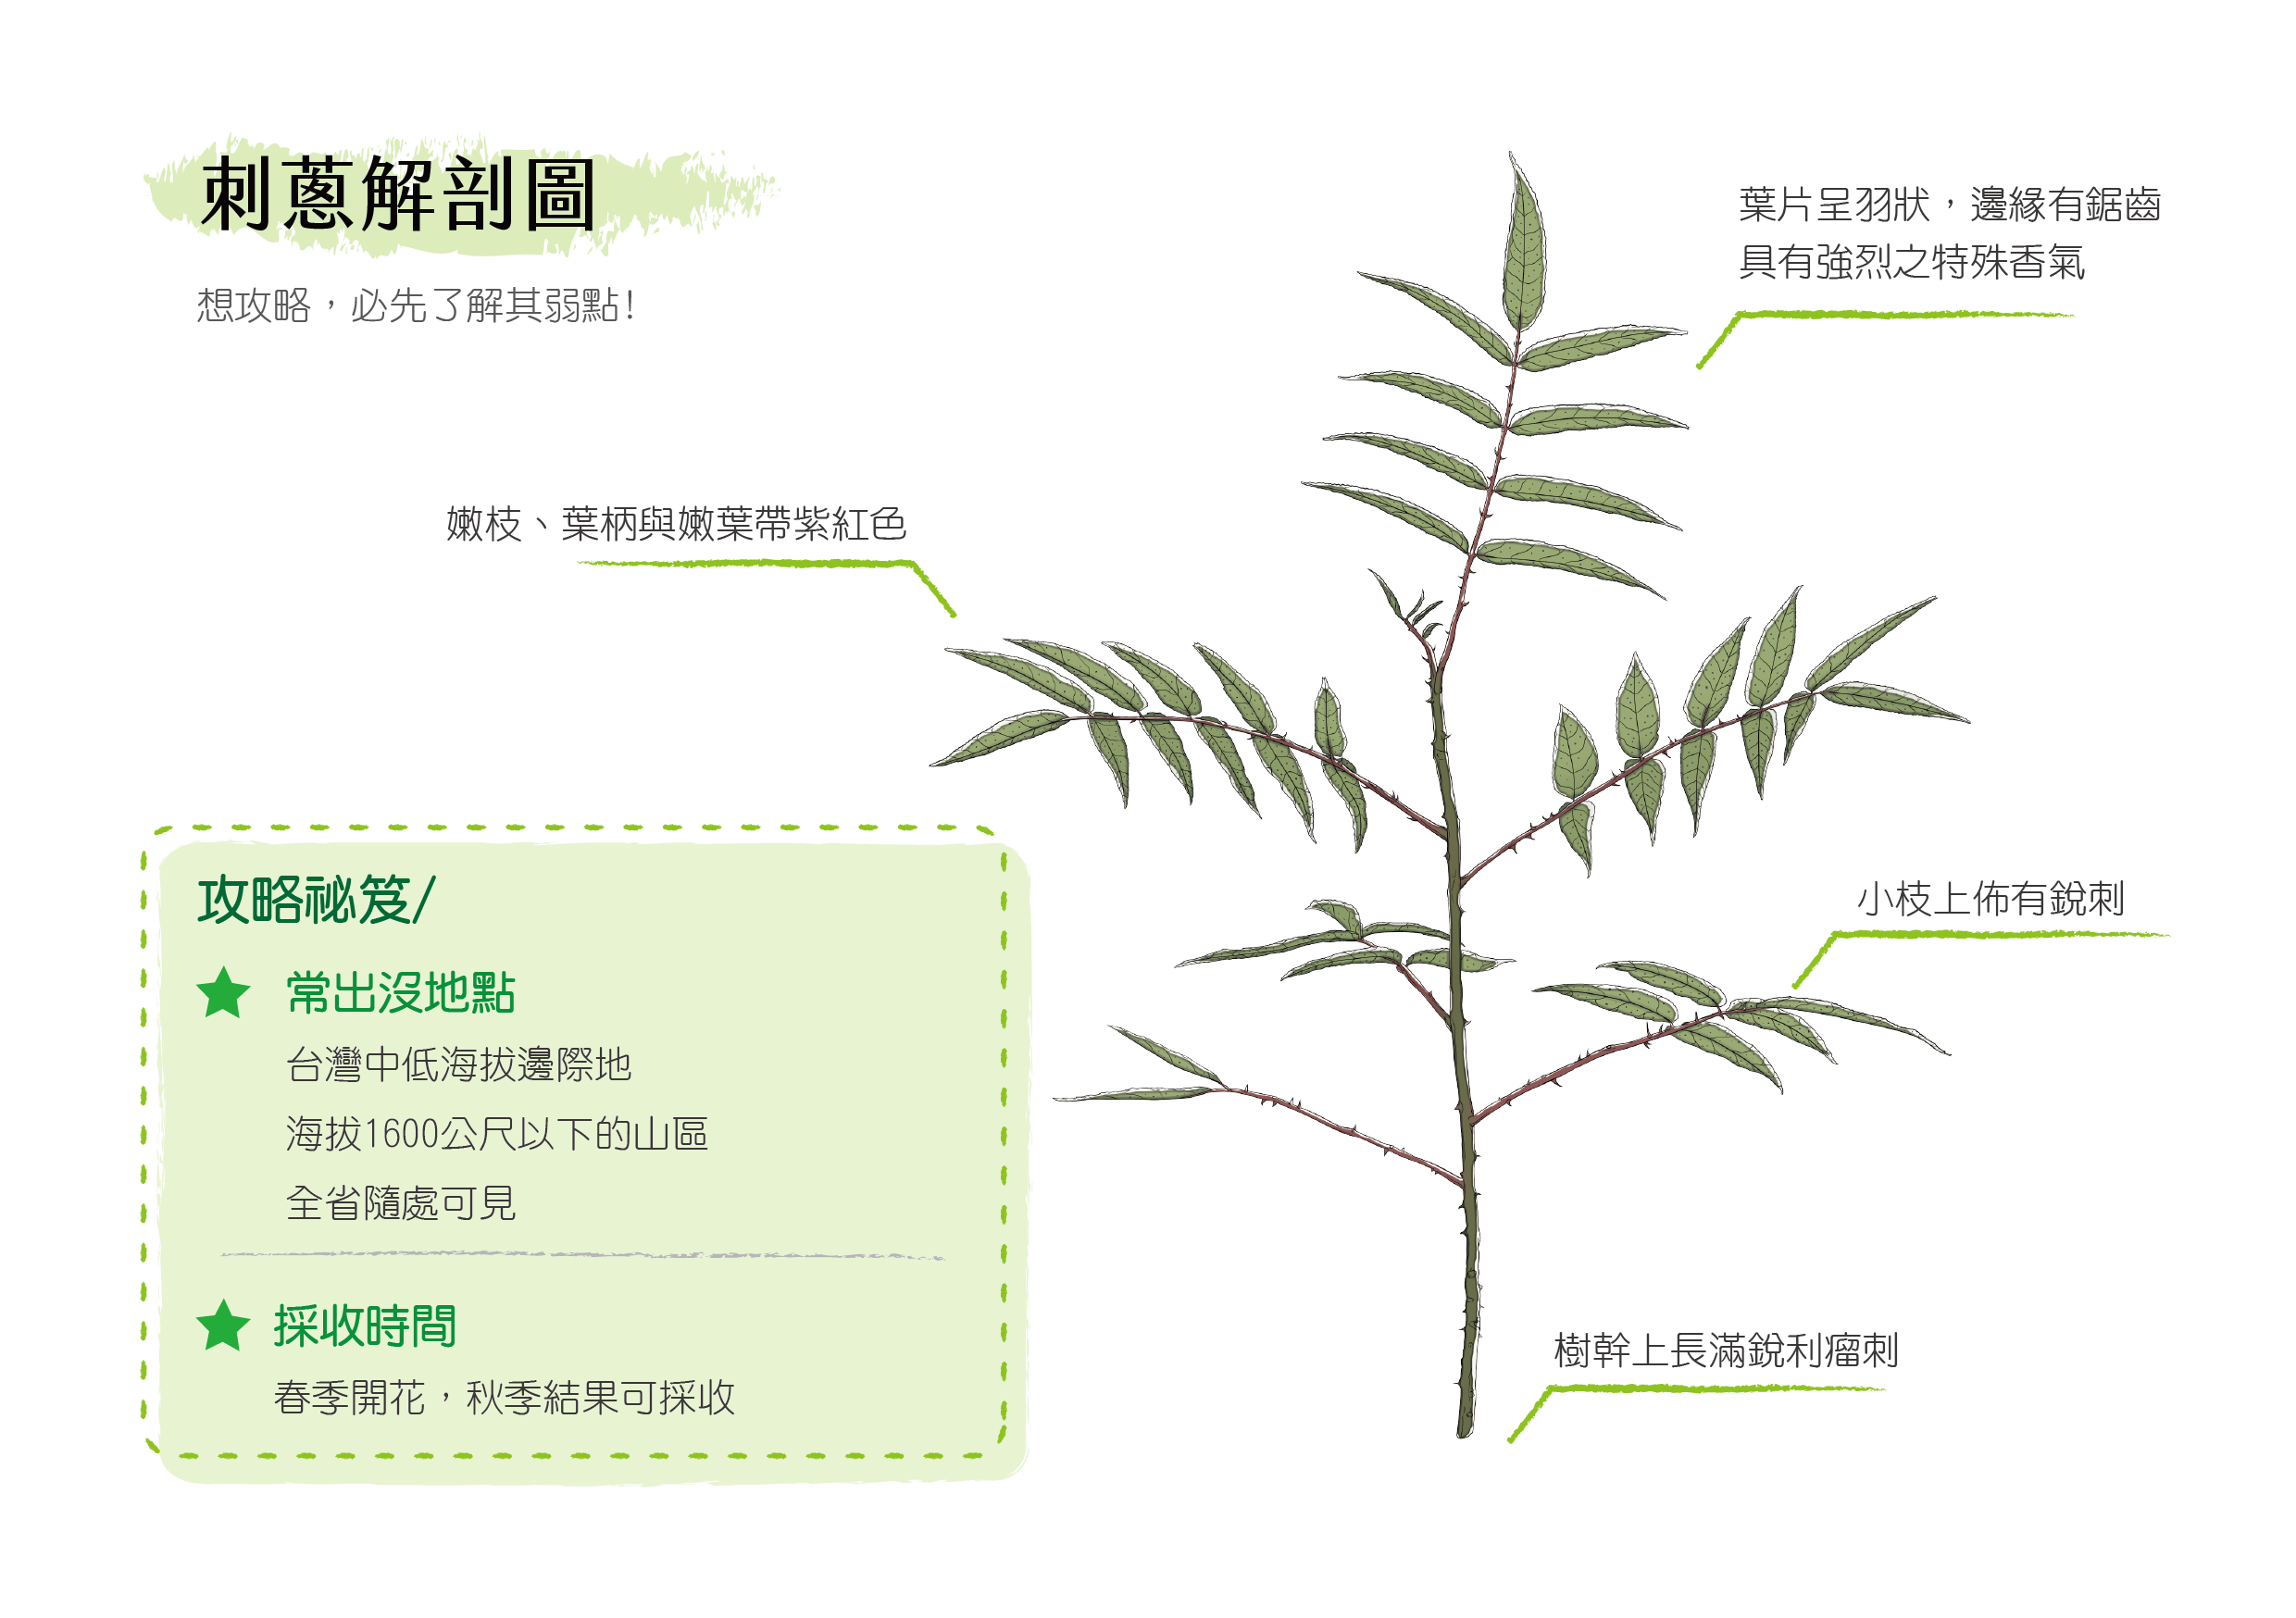 刺蔥解剖圖
想攻略，必先了解其弱點!
葉片呈羽狀，邊緣有鋸齒
具有強烈之特殊香氣
嫩枝、葉柄與嫩葉帶紫紅色
小枝上佈有銳刺
樹幹上長滿銳利瘤刺
攻略祕笈/
常出沒地點
台灣中低海拔邊際地
海拔1600公尺以下的山區
全省隨處可見
採收時間
春季開花，秋季結果可採收